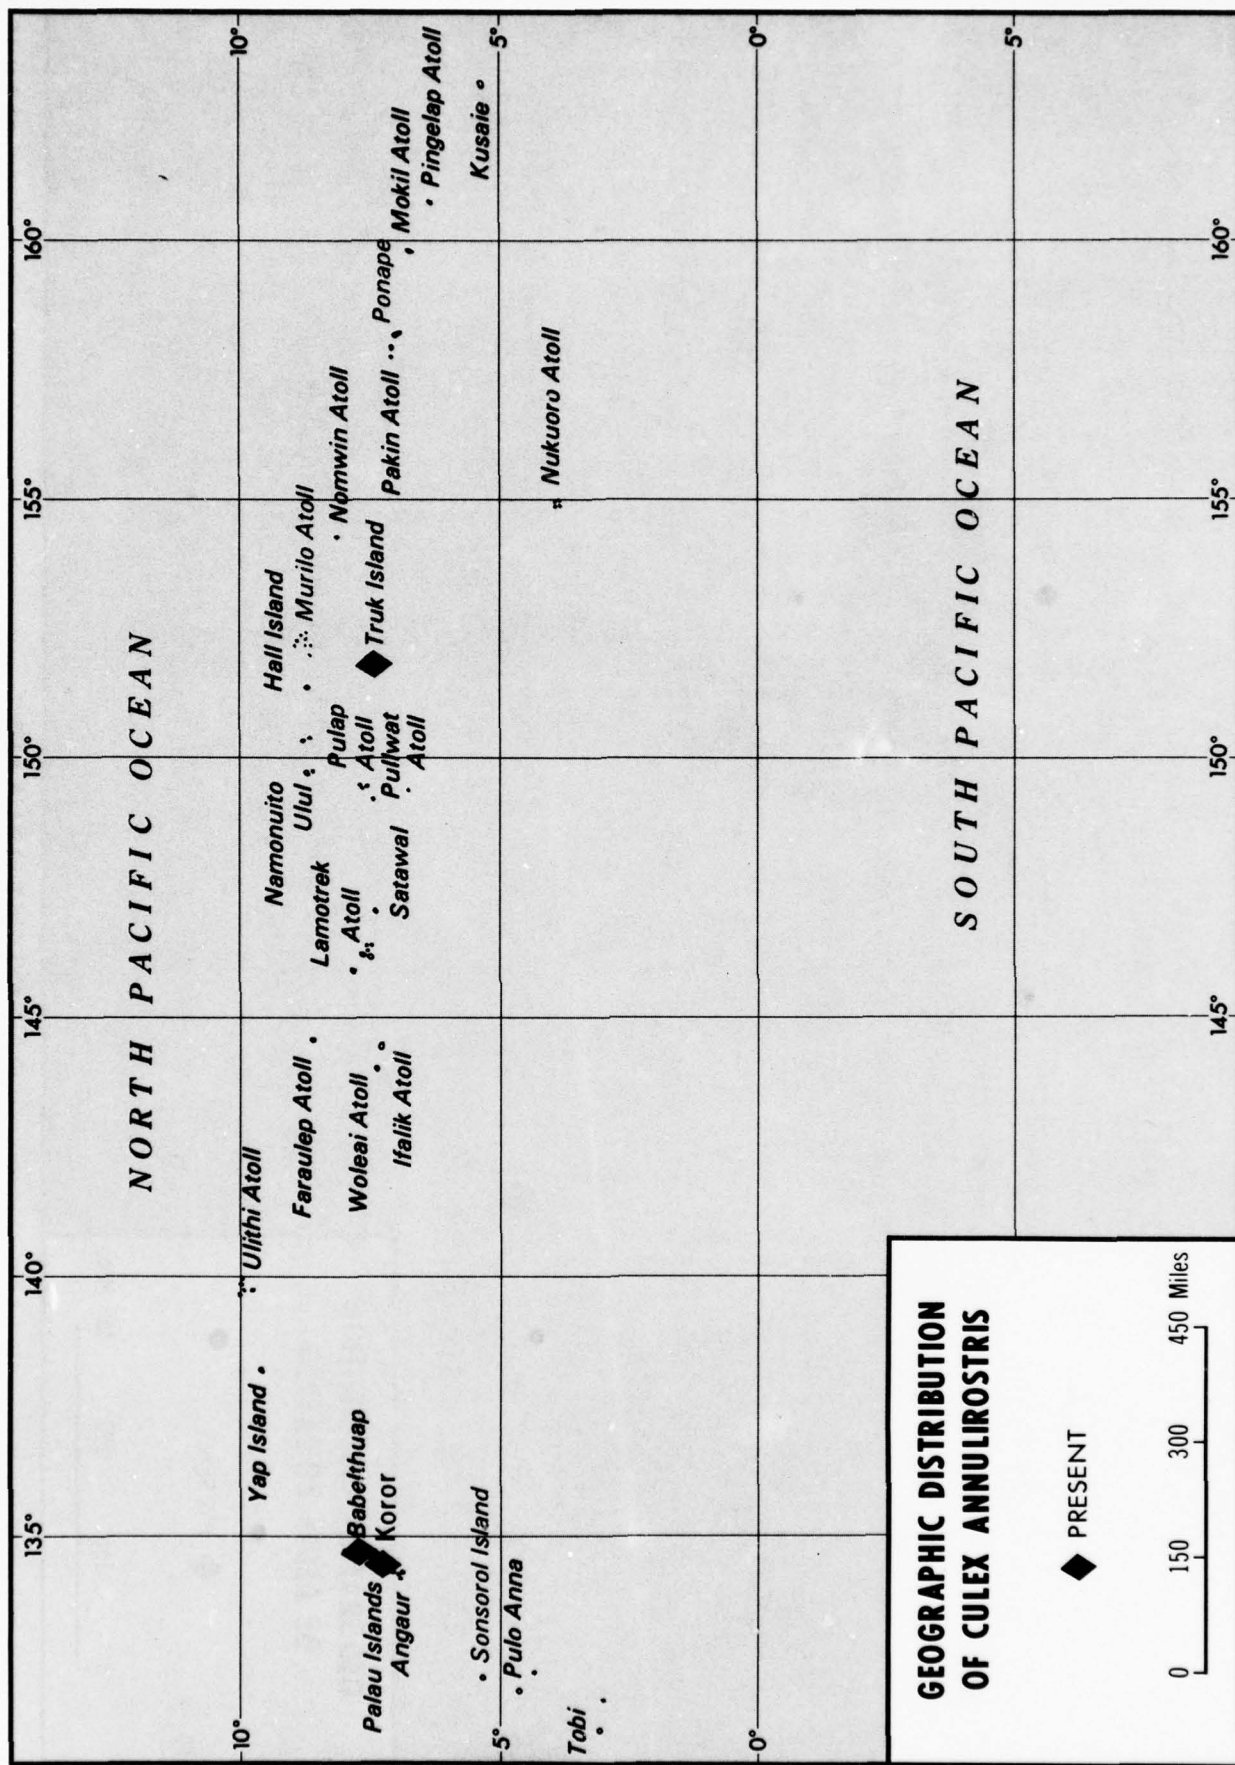 135°
140°
145°
150°
155°
160°
10°
10°
NORTH PACIFIC OCEAN
Ulithi Atoll
Yap Island
Namonuito
Hall Island
Ulul
Murilo Atoll
Faraulep Atoll
Lamotrek
Atoll
Pulap
Atoll
Nomwin Atoll
Babelthuap
Woleai Atoll
Truk Island
Palau Islands
Koror
Angaur
Ifalik Atoll
Satawal
Pullwat
Atoll
Pakin Atoll
Ponape
Mokil Atoll
Pingelap Atoll
5°
5°
Sonsorol Island
Kusaie
Pulo Anna
Tobi
Nukuoro Atoll
0°
0°
SOUTH PACIFIC OCEAN
5°
GEOGRAPHIC DISTRIBUTION
OF CULEX ANNULIROSTRIS
PRESENT
0 150 300 450 Miles
145°
150°
155°
160°